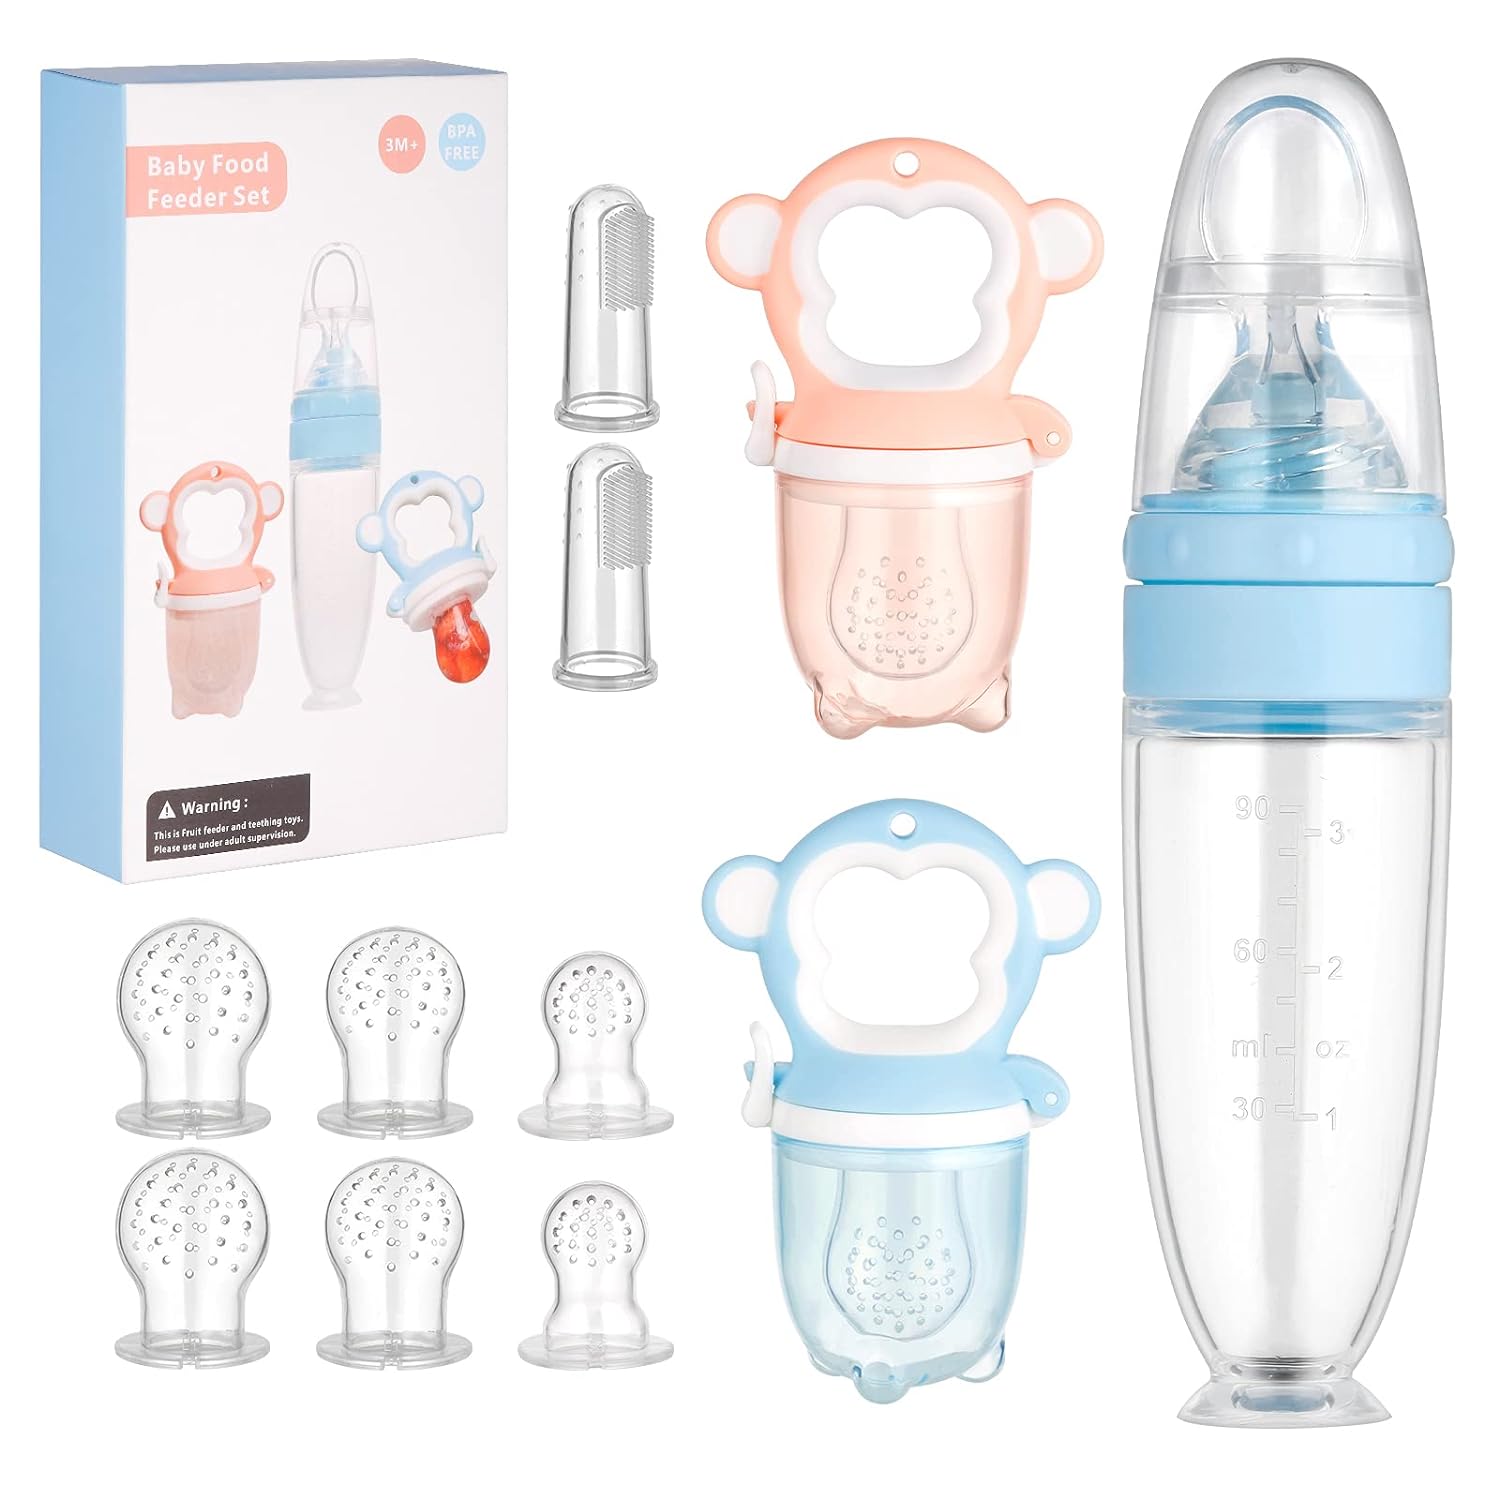 Baby Food
Feeder Set
3M+
BPA
FREE
Warning :
This is Fruit feeder and teething toys.
Please use under adult supervision.
90
3
60
2
ml oz
30
1